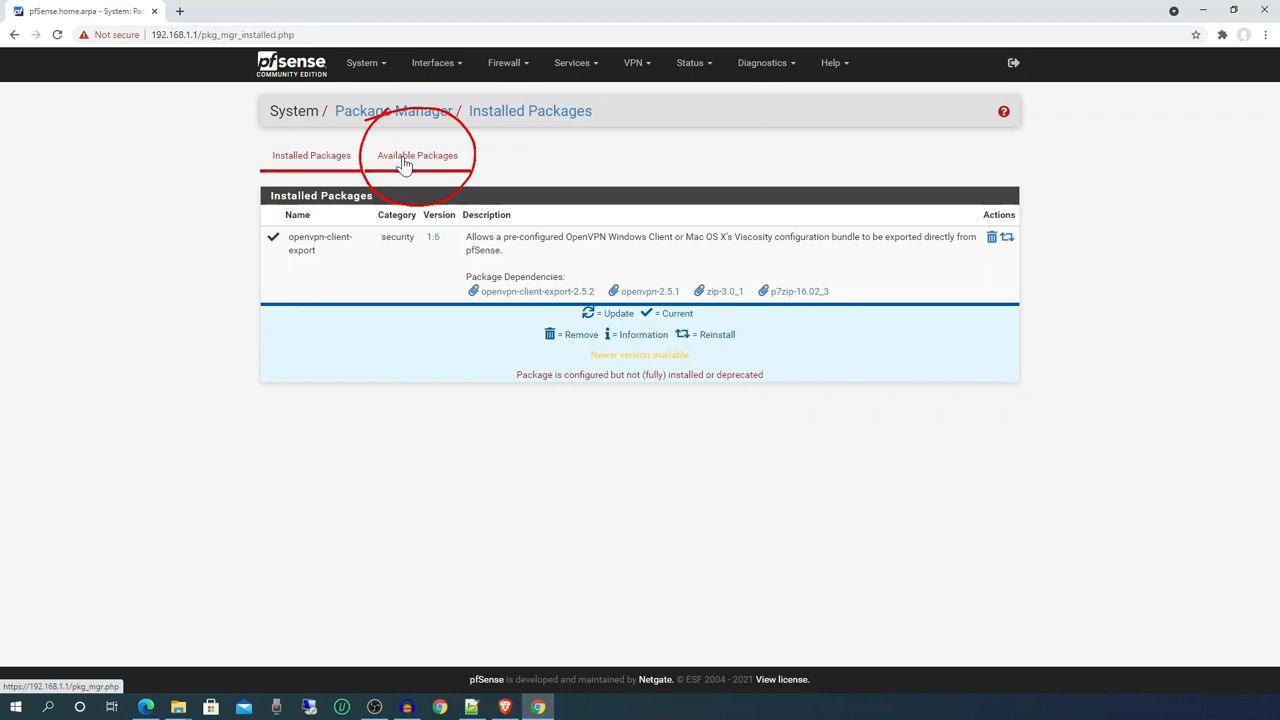 pfSense.home.arpa - System: Pac
Not secure 192.168.1.1/pkg_mgr_installed.php
pfsense
COMMUNITY EDITION
System Interfaces Firewall Services VPN Status Diagnostics Help
System / Package Manager / Installed Packages
Installed Packages Available Packages
Installed Packages
Name Category Version Description Actions
openvpn-client-export security 1.6 Allows a pre-configured OpenVPN Windows Client or Mac OS X's Viscosity configuration bundle to be exported directly from
pfSense.
Package Dependencies:
openvpn-client-export-2.5.2 openvpn-2.5.1 zip-3.0_1 p7zip-16.02_3
= Update = Current
= Remove = Information = Reinstall
Newer version available
Package is configured but not (fully) installed or deprecated
pfSense is developed and maintained by Netgate. © ESF 2004 - 2021 View license.
https://192.168.1.1/pkg_mgr.php